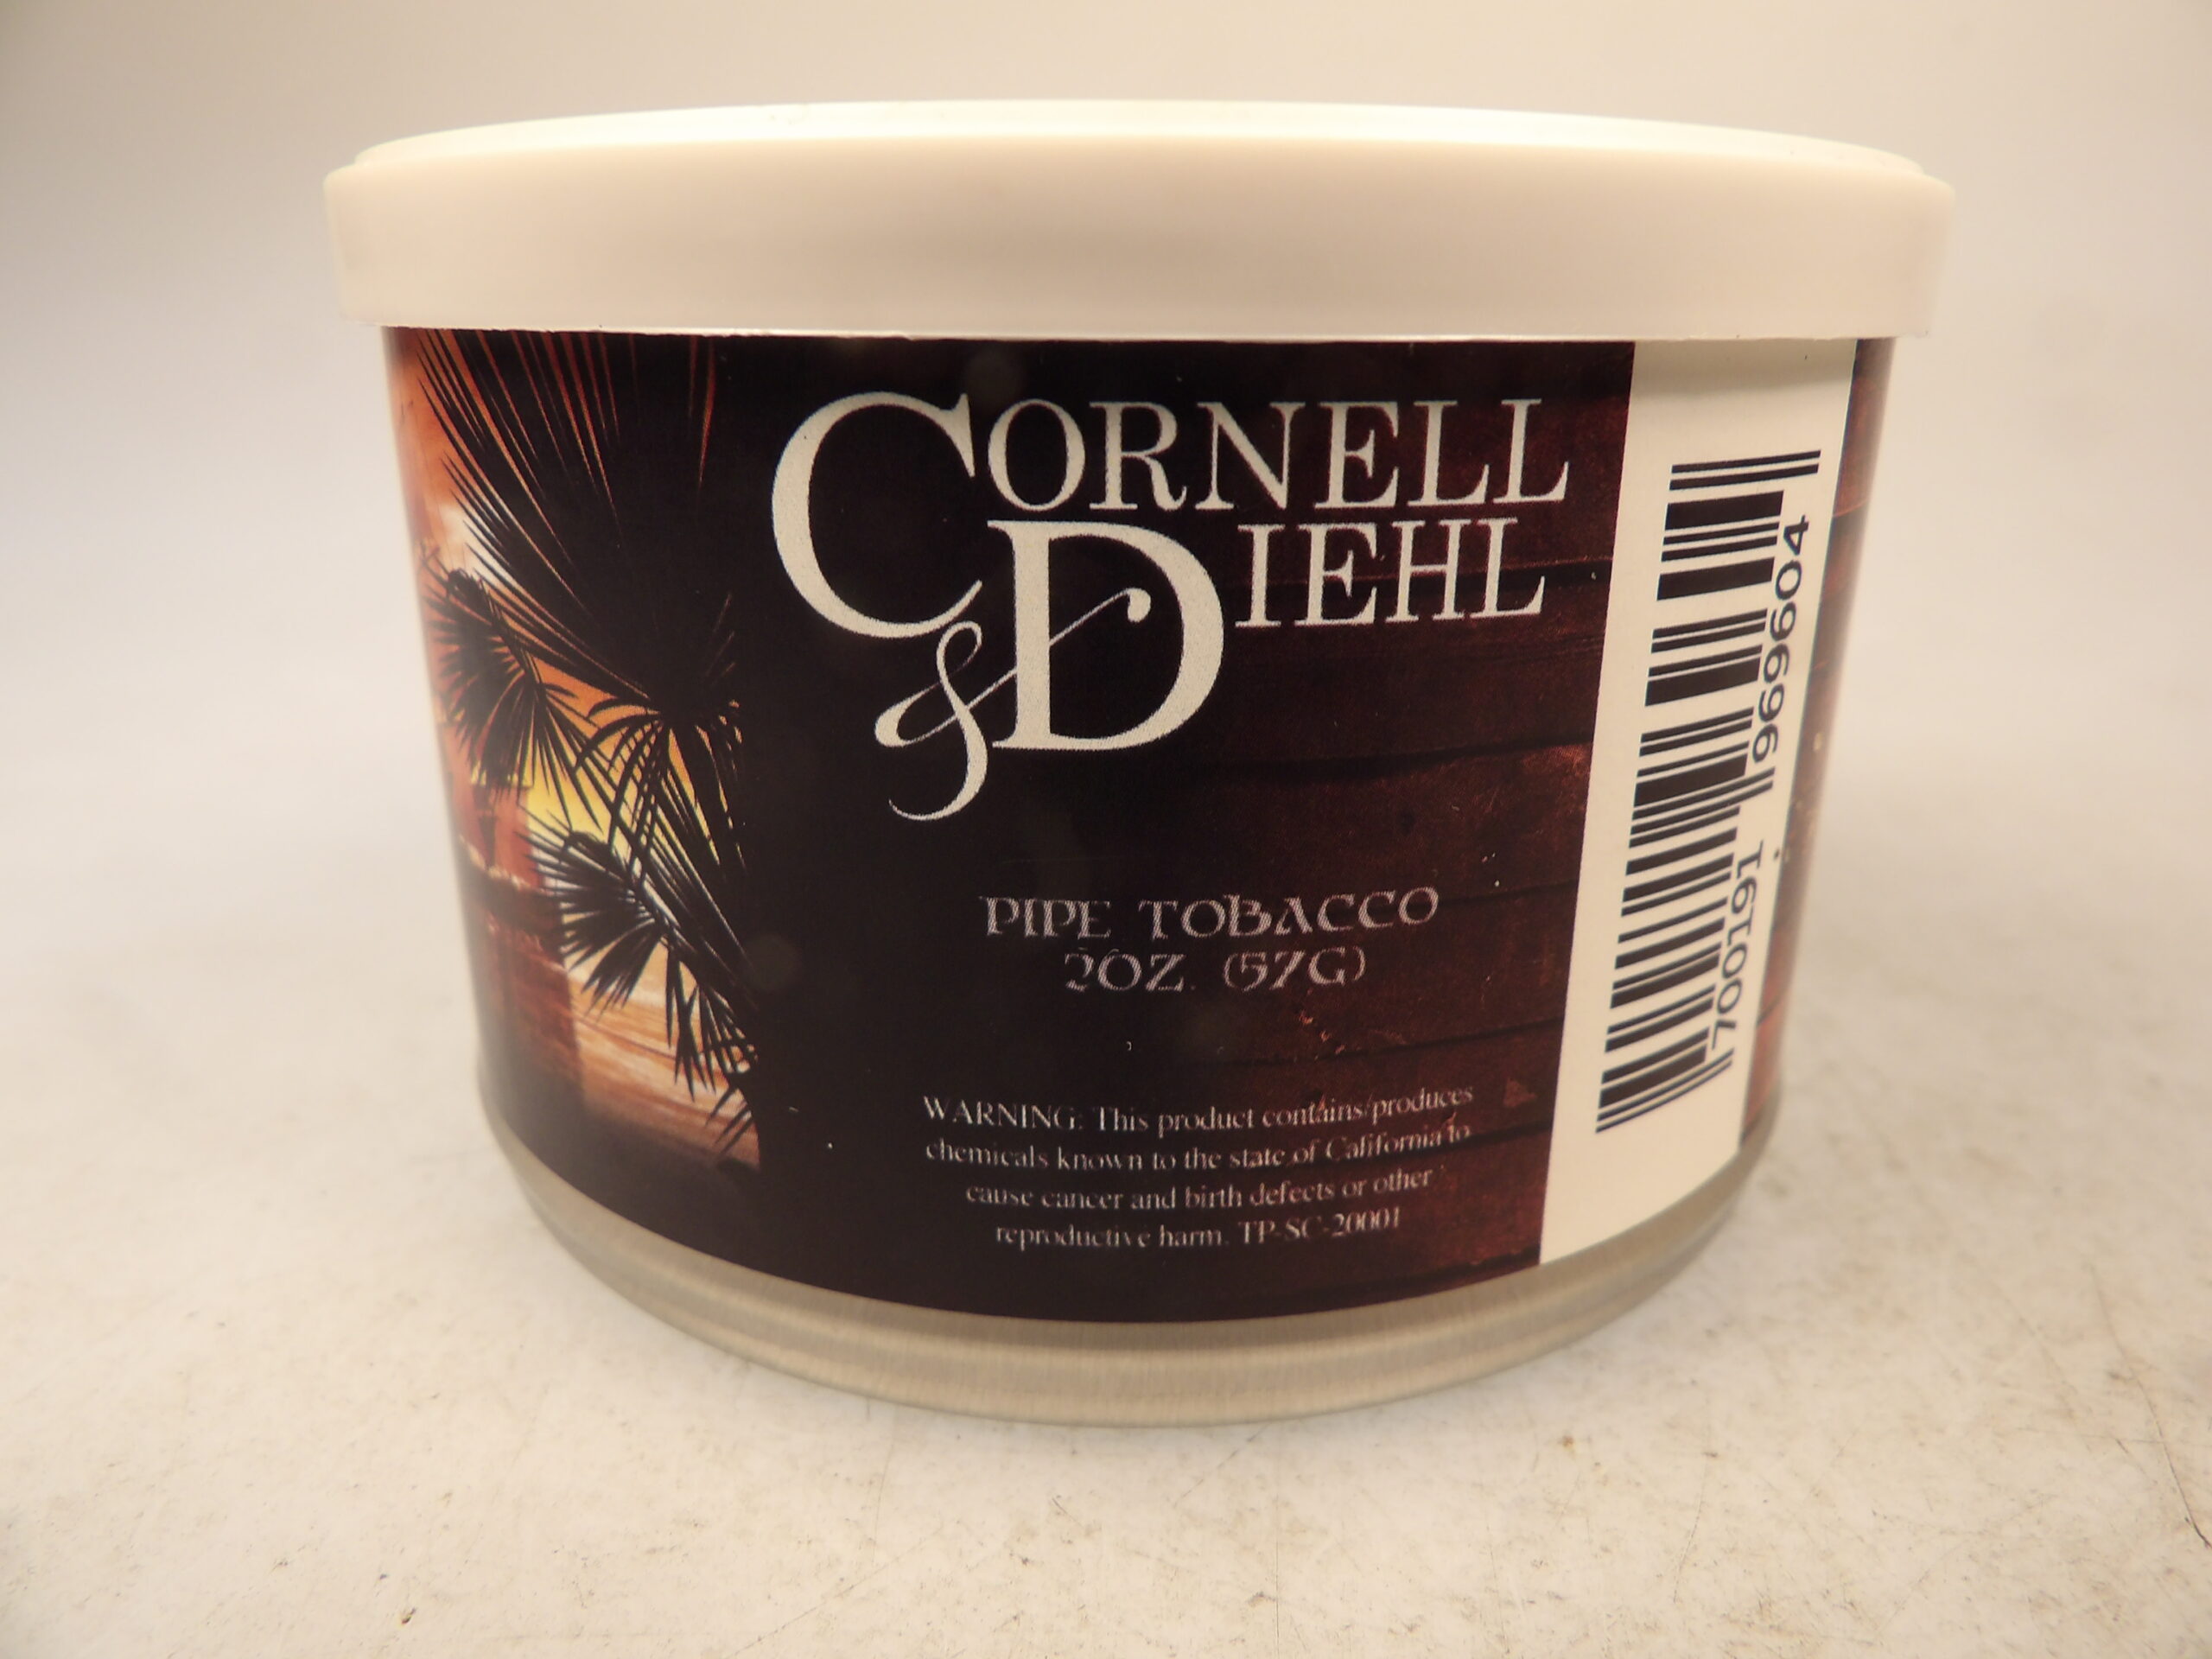 CORNELL
& DIEHL
PIPE TOBACCO
2OZ. (57G)
WARNING: This product contains/produces
chemicals known to the state of California to
cause cancer and birth defects or other
reproductive harm. TP-SC-20001
700191 969604